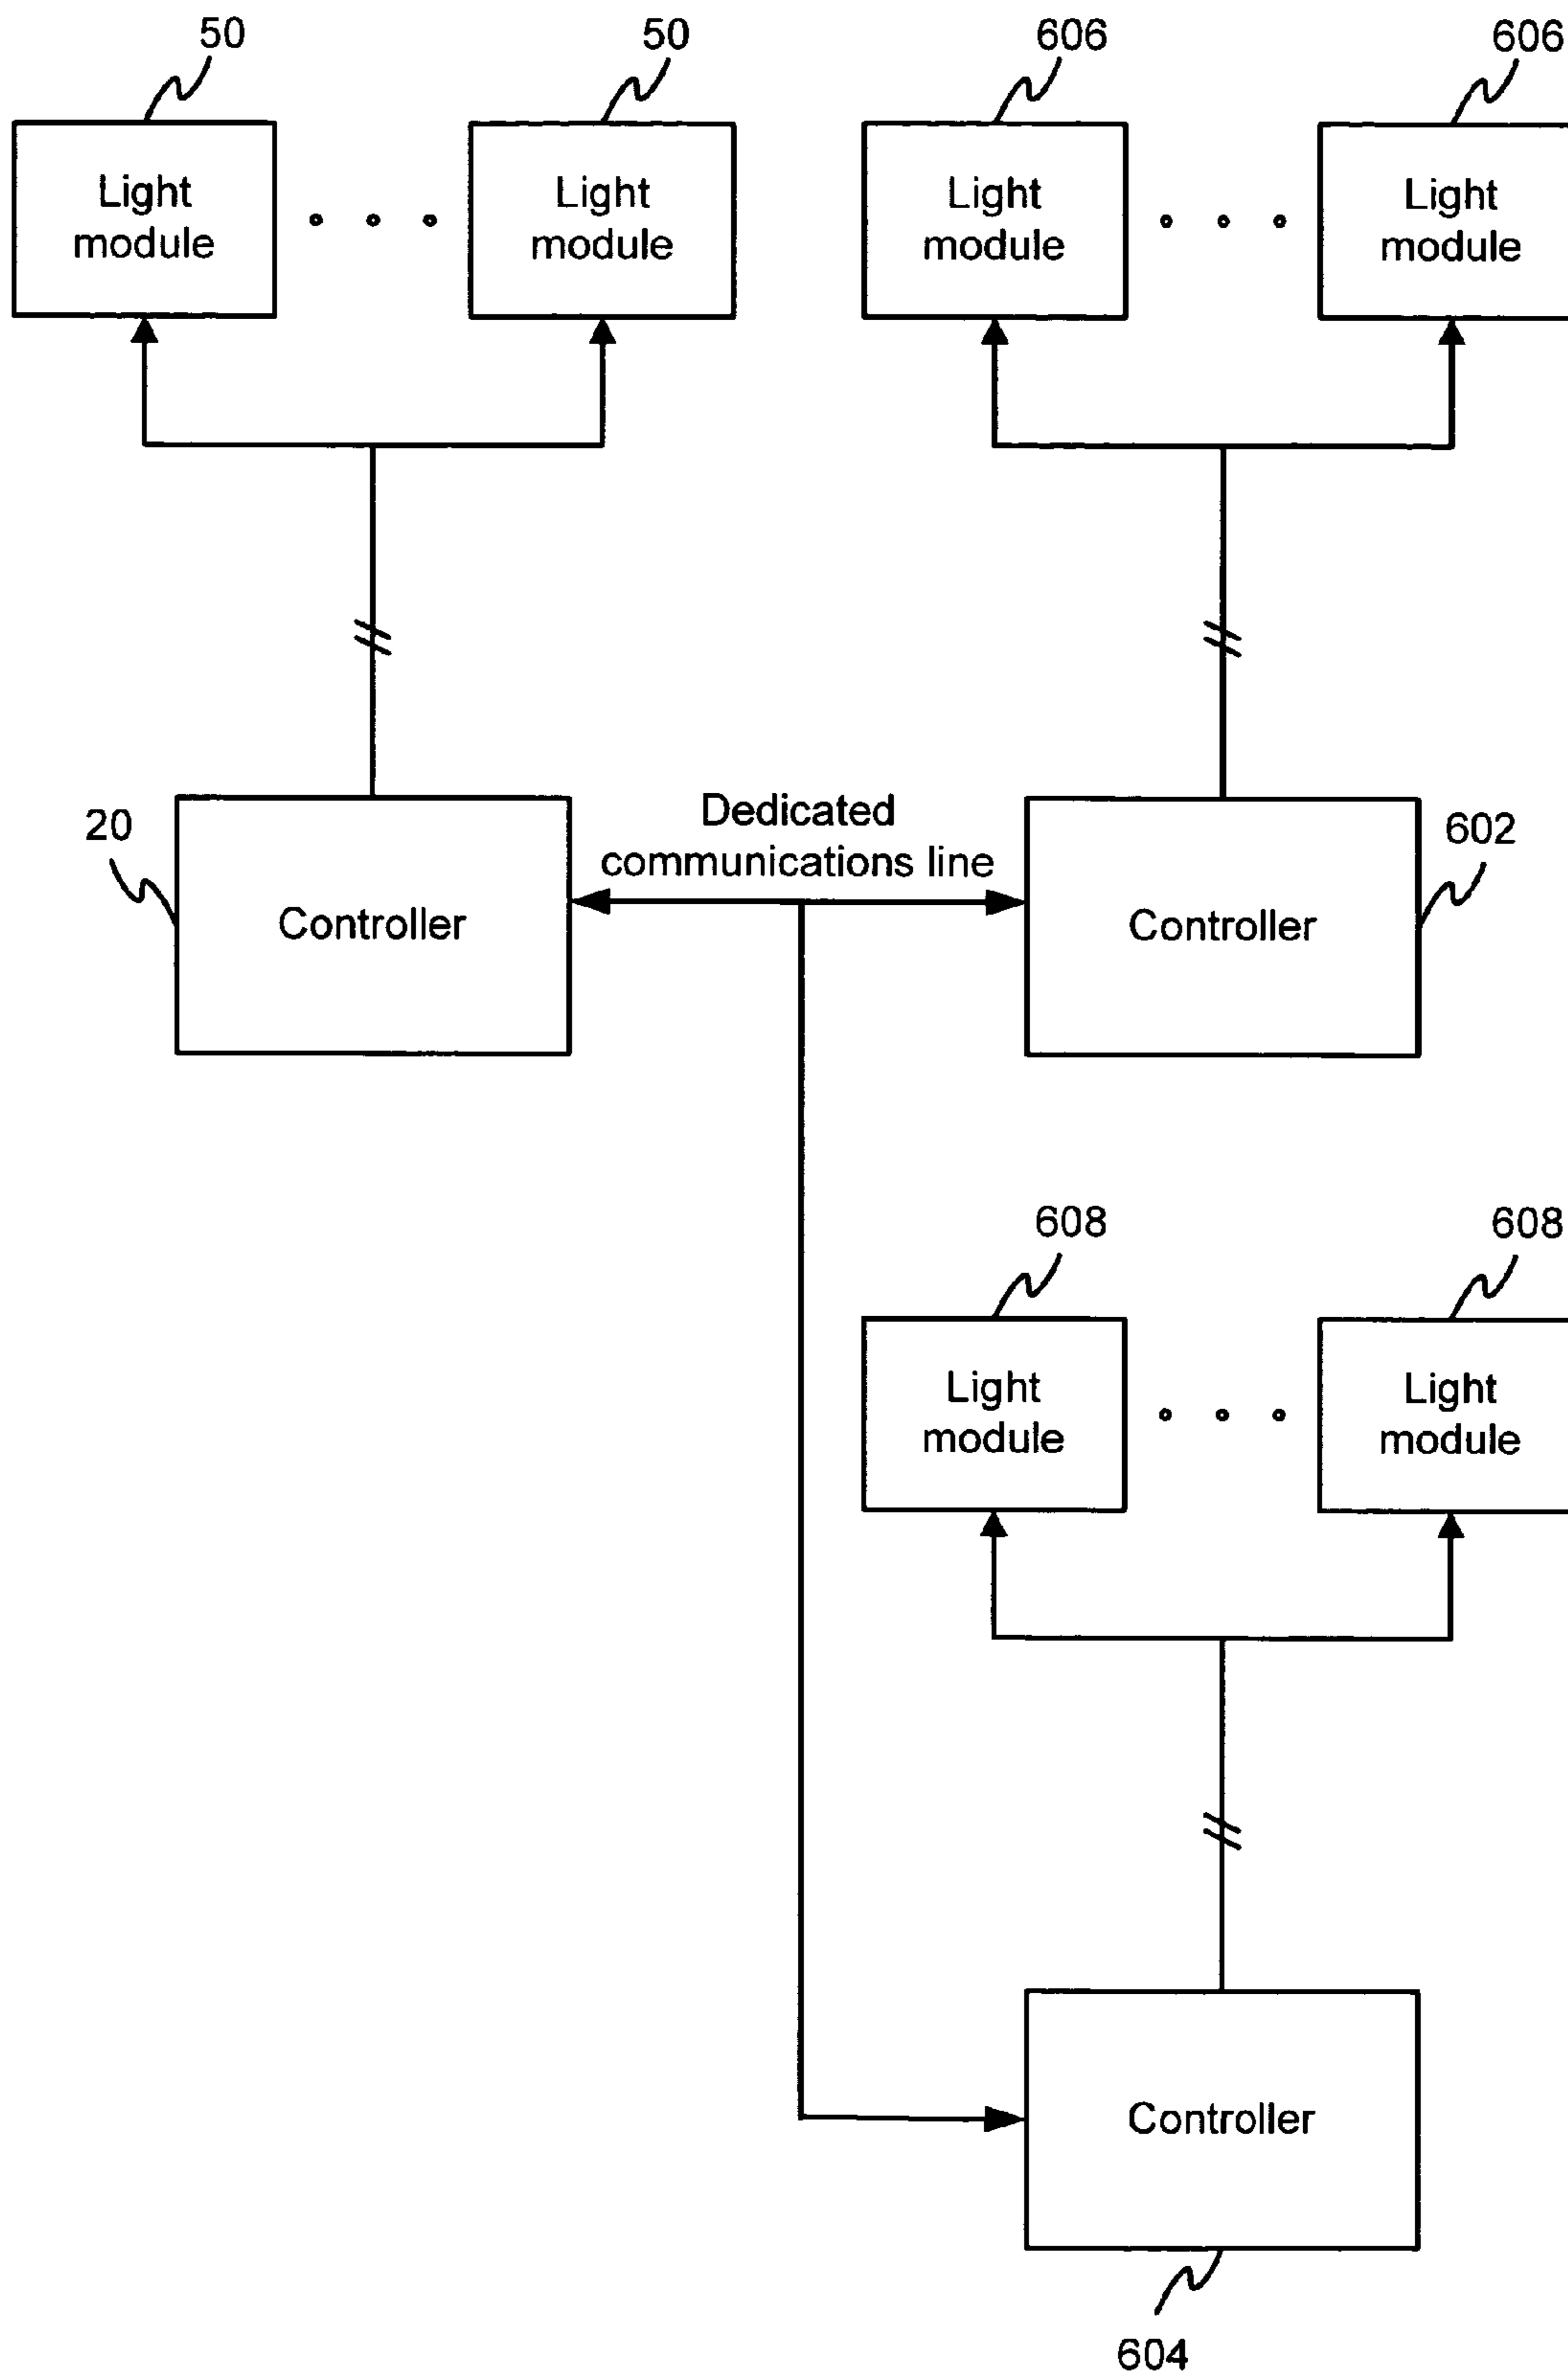 50
50
606
606
Light
module
Light
module
Light
module
Light
module
Dedicated
communications line
20
602
Controller
Controller
608
608
Light
module
Light
module
Controller
604